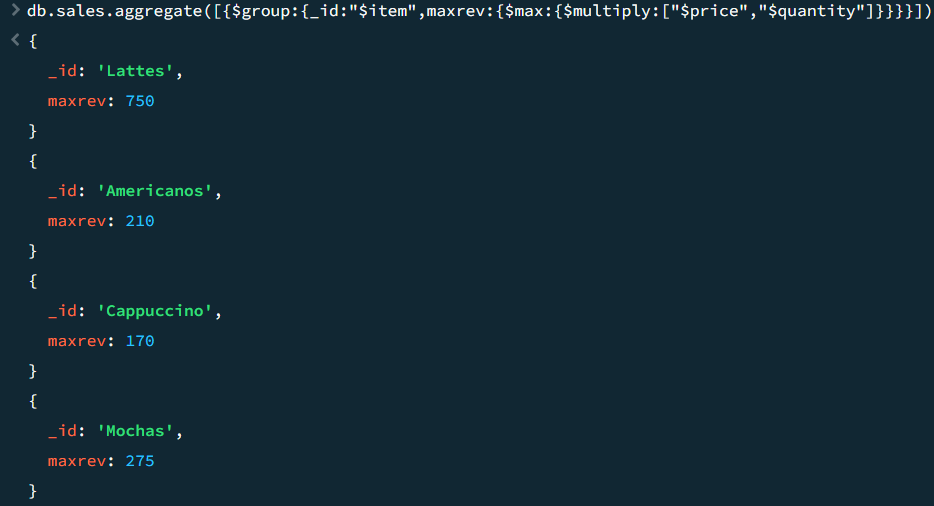 > db.sales.aggregate([{$group:{_id:"$item",maxrev:{$max:{$multiply:["$price","$quantity"]}}}}])
< {
_id: 'Lattes',
maxrev: 750
}
{
_id: 'Americanos',
maxrev: 210
}
{
_id: 'Cappuccino',
maxrev: 170
}
{
_id: 'Mochas',
maxrev: 275
}